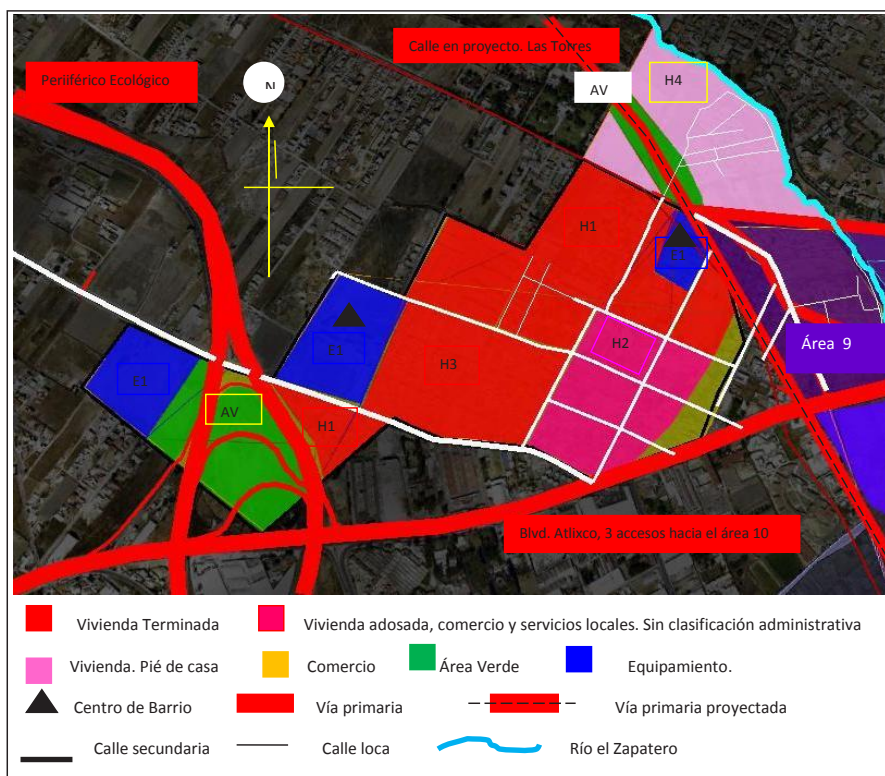 Calle en proyecto. Las Torres
Periiférico Ecológico
N
AV
H4
H1
E1
H2
Área 9
E1
H3
E1
AV
H1
Blvd. Atlixco, 3 accesos hacia el área 10
Vivienda Terminada
Vivienda adosada, comercio y servicios locales. Sin clasificación administrativa
Vivienda. Pié de casa
Comercio
Área Verde
Equipamiento.
Centro de Barrio
Vía primaria
Vía primaria proyectada
Calle secundaria
Calle loca
Río el Zapatero